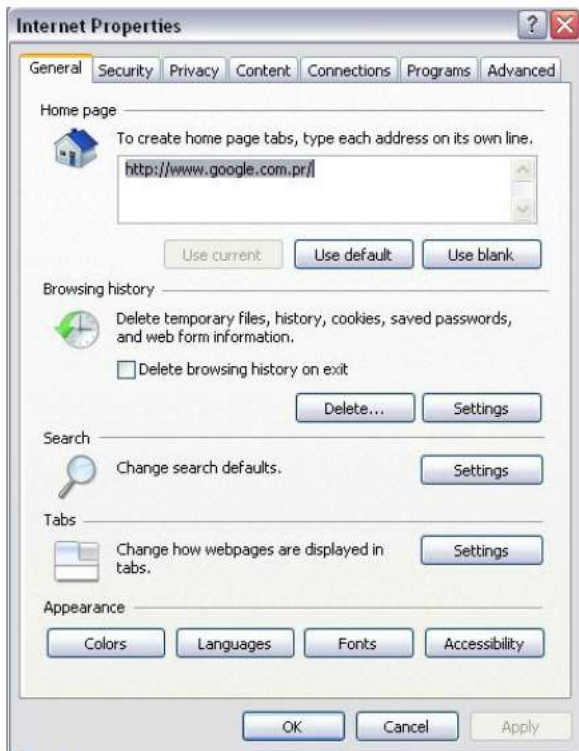 Internet Properties
General Security Privacy Content Connections Programs Advanced
Home page
To create home page tabs, type each address on its own line.
http://www.google.com.pr/
Use current Use default Use blank
Browsing history
Delete temporary files, history, cookies, saved passwords,
and web form information.
Delete browsing history on exit
Delete... Settings
Search
Change search defaults.
Settings
Tabs
Change how webpages are displayed in
tabs.
Settings
Appearance
Colors Languages Fonts Accessibility
OK Cancel Apply